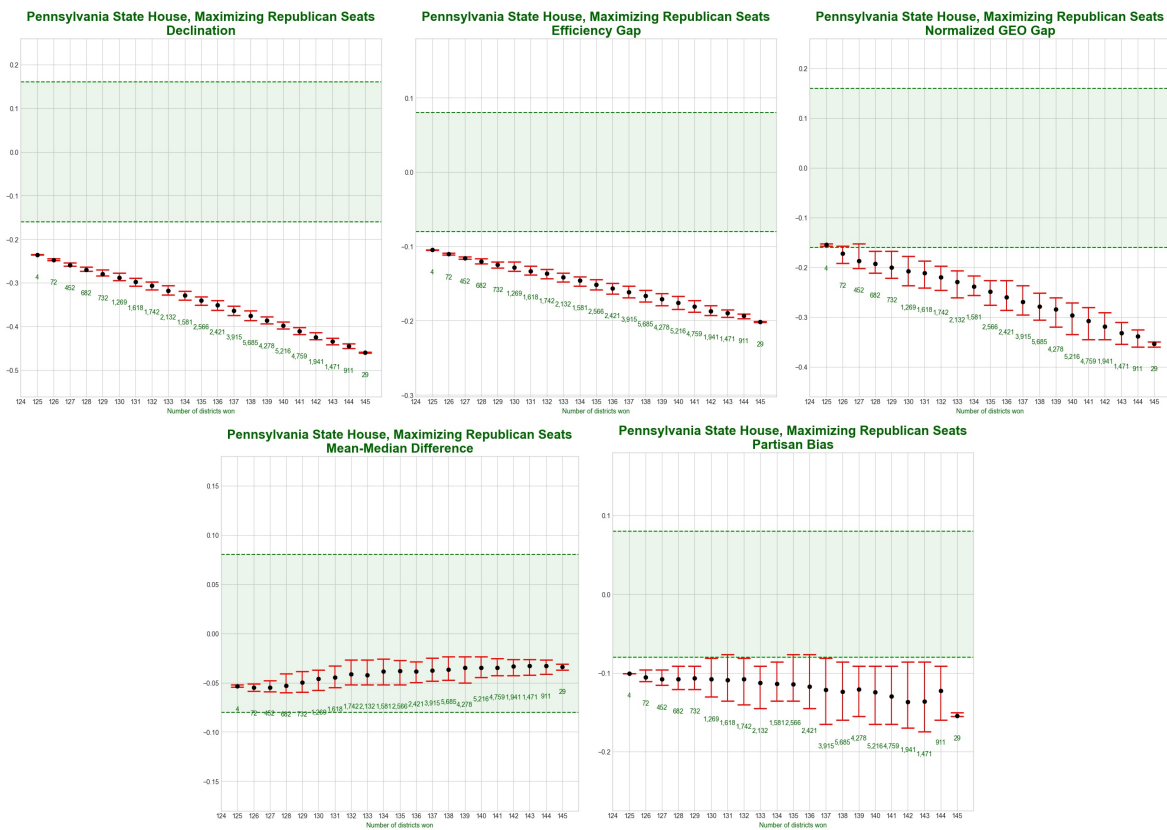 Pennsylvania State House, Maximizing Republican Seats
Declination
0.2
0.1
0.0
−0.1
−0.2
−0.3
−0.4
−0.5
4 72 452 682 732 1,269 1,618 1,742 2,132 1,581 2,566 2,421 3,915 5,685 4,278 5,216 4,759 1,941 1,471 911 29
124 125 126 127 128 129 130 131 132 133 134 135 136 137 138 139 140 141 142 143 144 145
Number of districts won
Pennsylvania State House, Maximizing Republican Seats
Efficiency Gap
0.1
0.0
−0.1
−0.2
−0.3
4 72 452 682 732 1,269 1,618 1,742 2,132 1,581 2,566 2,421 3,915 5,685 4,278 5,216 4,759 1,941 1,471 911 29
124 125 126 127 128 129 130 131 132 133 134 135 136 137 138 139 140 141 142 143 144 145
Number of districts won
Pennsylvania State House, Maximizing Republican Seats
Normalized GEO Gap
0.2
0.1
0.0
−0.1
−0.2
−0.3
−0.4
4 72 452 682 732 1,269 1,618 1,742 2,132 1,581 2,566 2,421 3,915 5,685 4,278 5,216 4,759 1,941 1,471 911 29
124 125 126 127 128 129 130 131 132 133 134 135 136 137 138 139 140 141 142 143 144 145
Number of districts won
Pennsylvania State House, Maximizing Republican Seats
Mean-Median Difference
0.15
0.10
0.05
0.00
−0.05
−0.10
−0.15
4 72 452 682 732 1,269 1,618 1,742 2,132 1,581 2,566 2,421 3,915 5,685 4,278 5,216 4,759 1,941 1,471 911 29
124 125 126 127 128 129 130 131 132 133 134 135 136 137 138 139 140 141 142 143 144 145
Number of districts won
Pennsylvania State House, Maximizing Republican Seats
Partisan Bias
0.1
0.0
−0.1
−0.2
4 72 452 682 732 1,269 1,618 1,742 2,132 1,581 2,566 2,421 3,915 5,685 4,278 5,216 4,759 1,941 1,471 911 29
124 125 126 127 128 129 130 131 132 133 134 135 136 137 138 139 140 141 142 143 144 145
Number of districts won